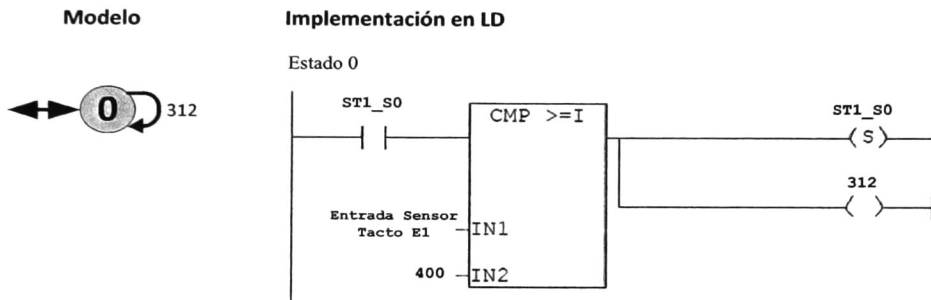 Modelo
Implementación en LD
Estado 0
0
312
ST1_S0
CMP >=I
ST1_S0
( S )
312
( )
Entrada Sensor
Tacto E1
IN1
400
IN2